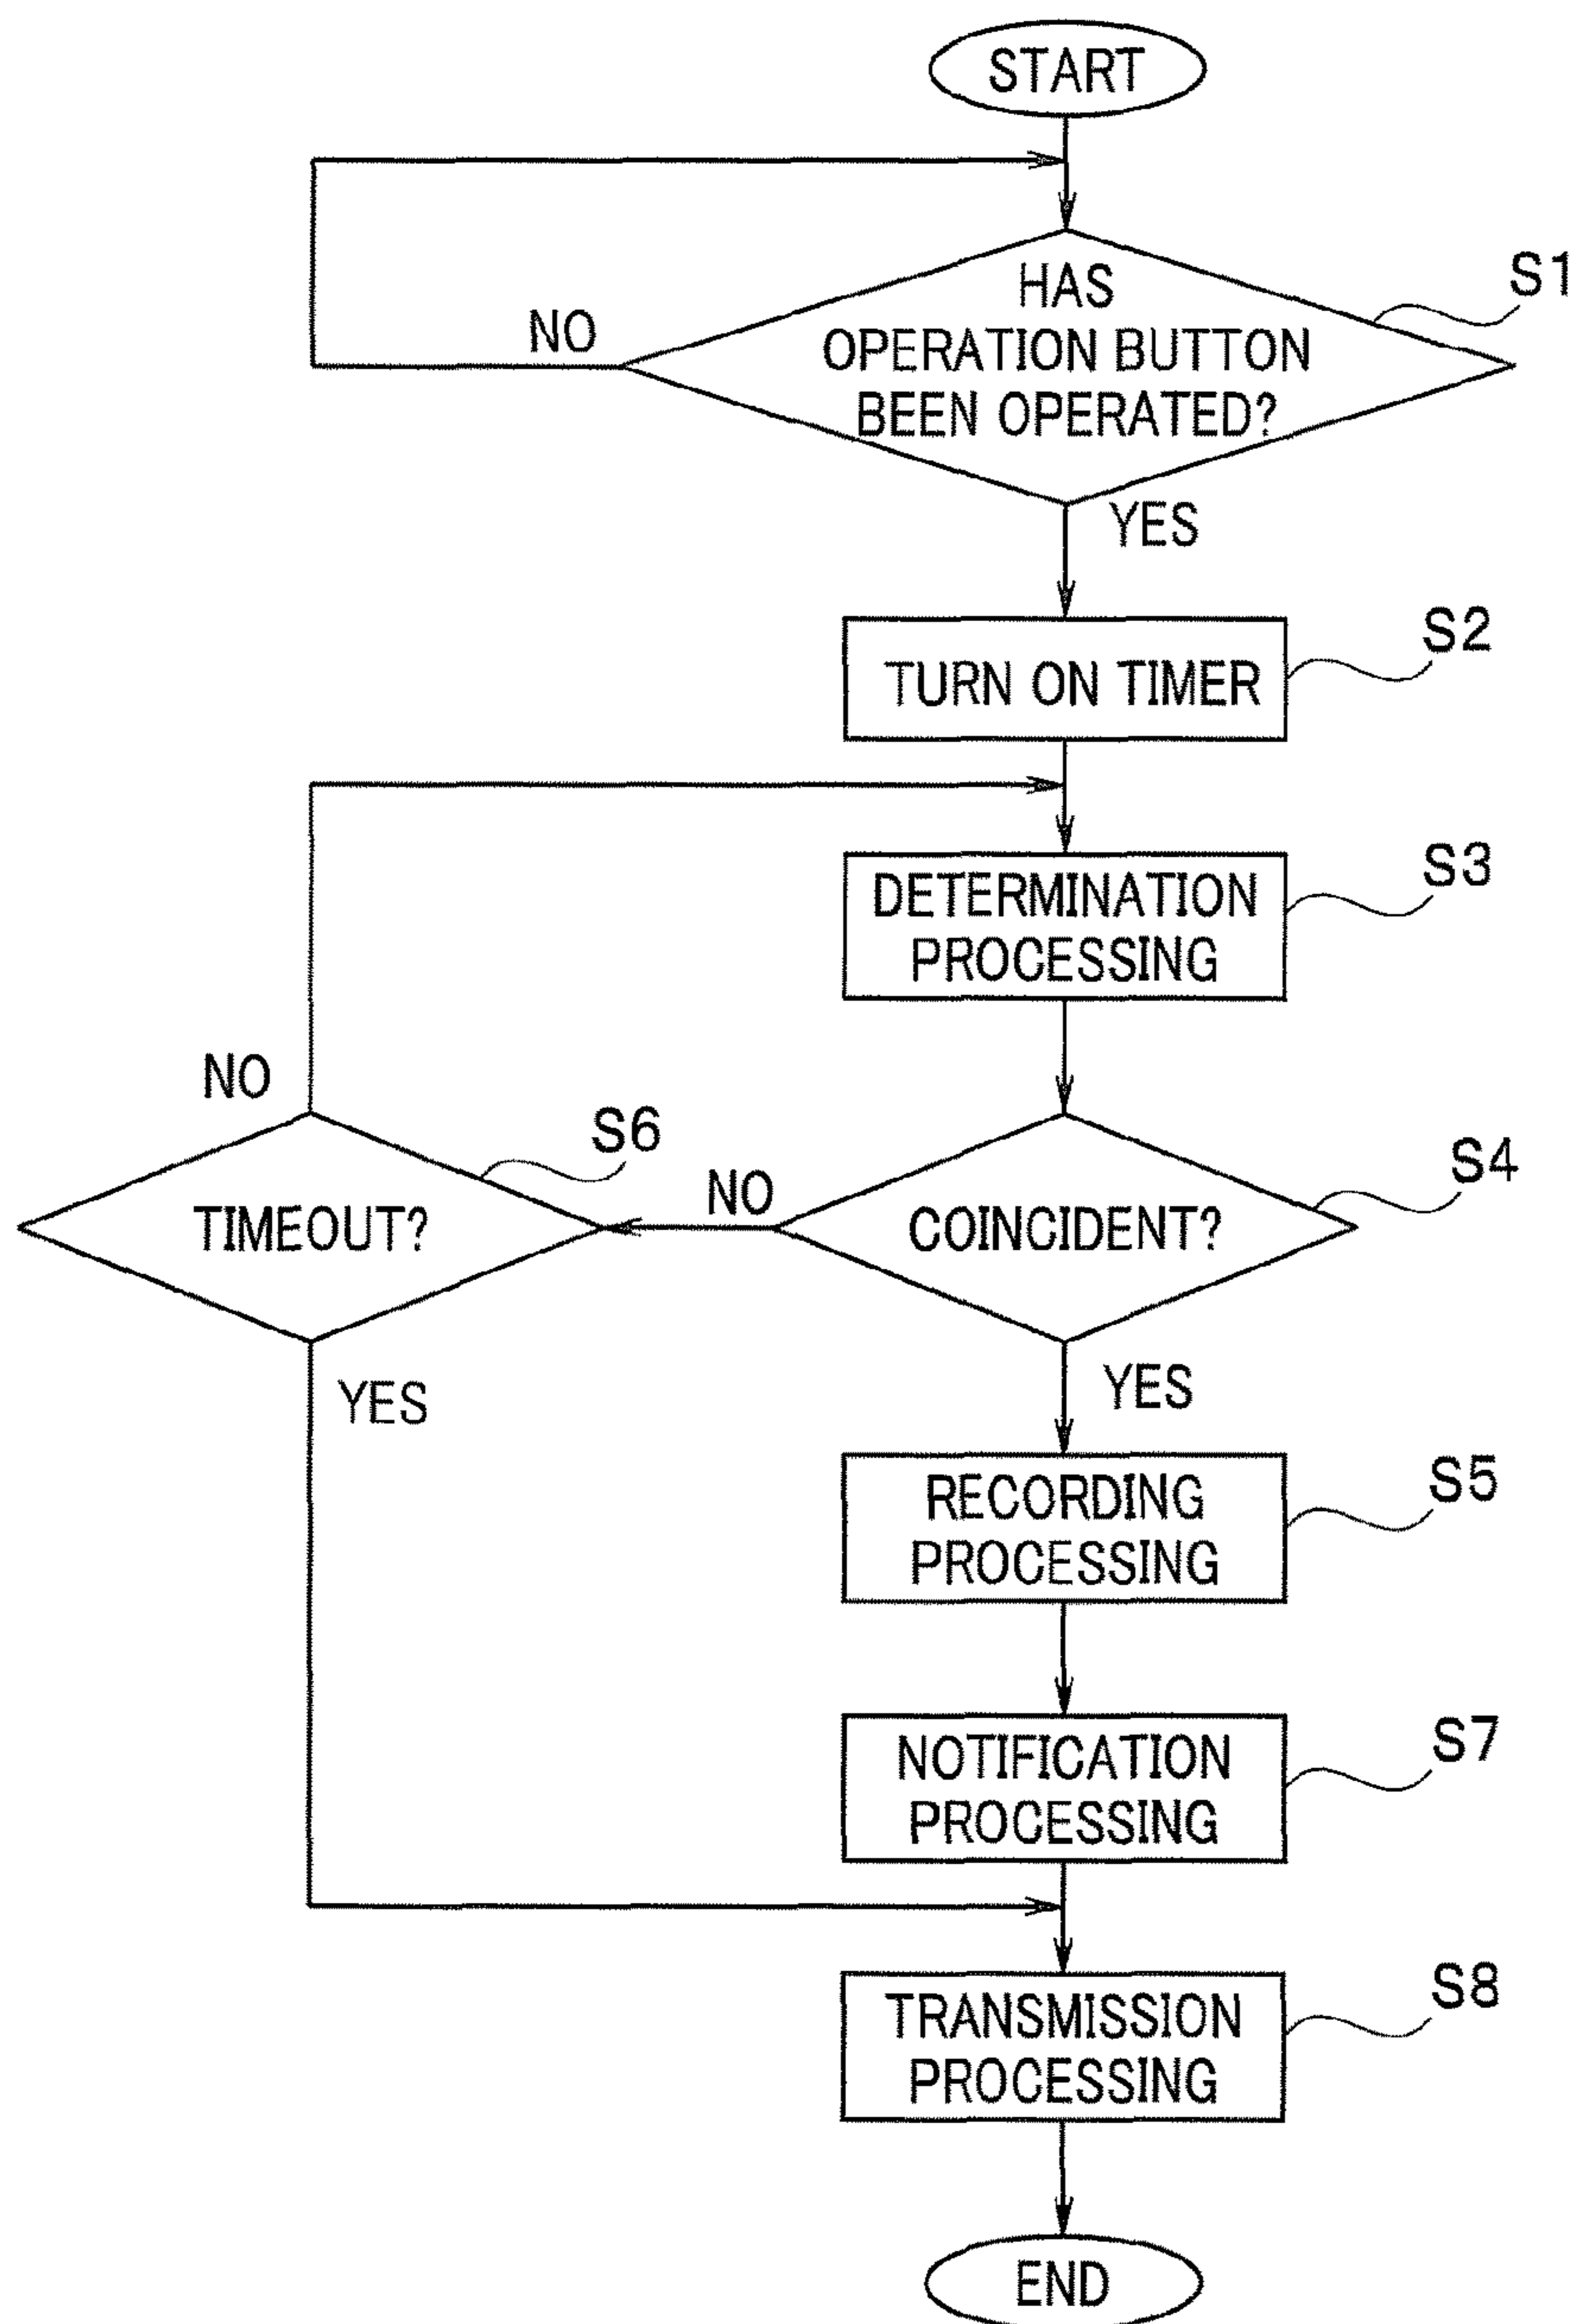 START
HAS
OPERATION BUTTON
BEEN OPERATED?
S1
NO
YES
TURN ON TIMER
S2
DETERMINATION
PROCESSING
S3
NO
TIMEOUT?
S6
NO
COINCIDENT?
S4
YES
YES
RECORDING
PROCESSING
S5
NOTIFICATION
PROCESSING
S7
TRANSMISSION
PROCESSING
S8
END